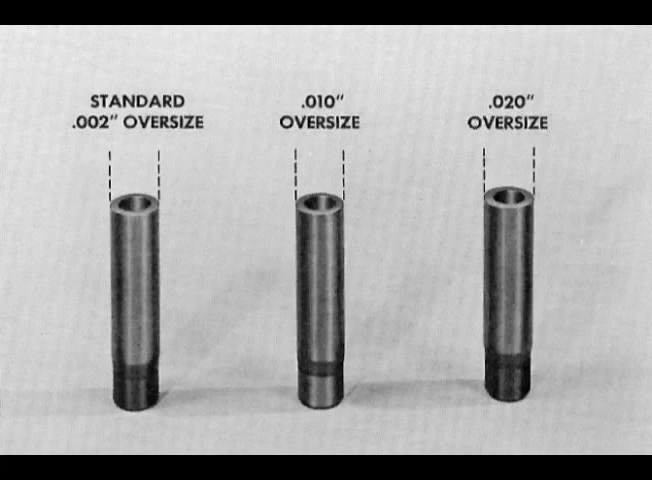 STANDARD
.002" OVERSIZE
.010"
OVERSIZE
.020"
OVERSIZE